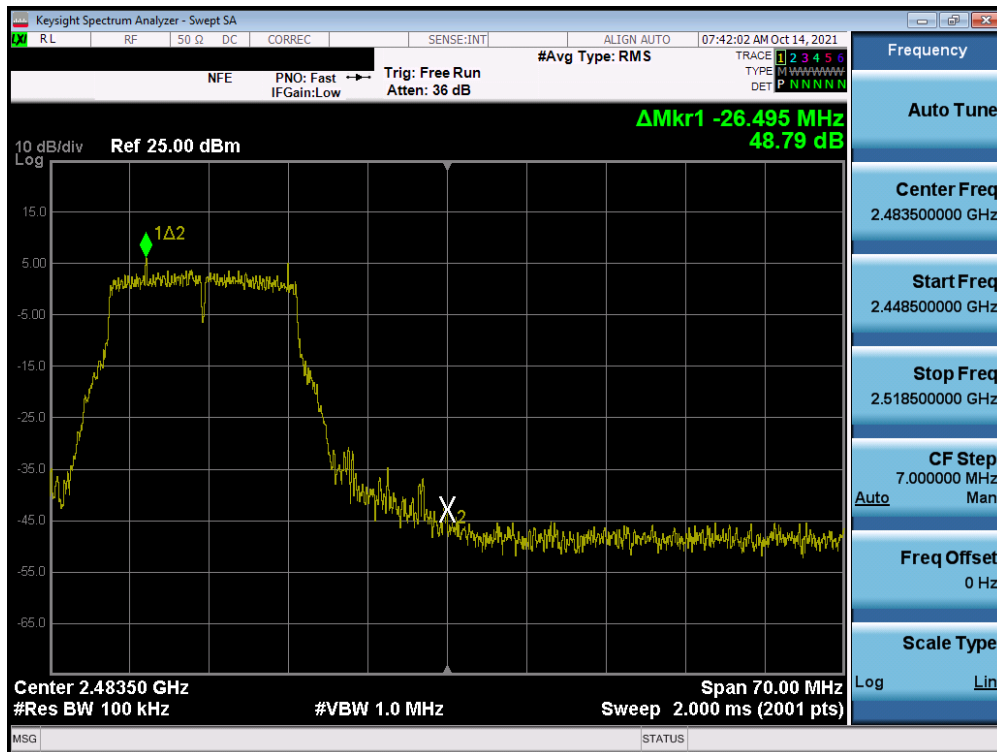 Keysight Spectrum Analyzer - Swept SA
LXI RL RF 50 Ω DC CORREC SENSE:INT ALIGN AUTO 07:42:02 AM Oct 14, 2021
NFE PNO: Fast Trig: Free Run #Avg Type: RMS TRACE 1 2 3 4 5 6
IFGain:Low Atten: 36 dB TYPE M WWWWW
DET P N N N N N
ΔMkr1 -26.495 MHz
48.79 dB
10 dB/div Ref 25.00 dBm
Log
15.0
1Δ2
5.00
-5.00
-15.0
-25.0
-35.0
X2
-45.0
-55.0
-65.0
Center 2.48350 GHz Span 70.00 MHz
#Res BW 100 kHz #VBW 1.0 MHz Sweep 2.000 ms (2001 pts)
MSG STATUS
Frequency
Auto Tune
Center Freq
2.483500000 GHz
Start Freq
2.448500000 GHz
Stop Freq
2.518500000 GHz
CF Step
7.000000 MHz
Auto Man
Freq Offset
0 Hz
Scale Type
Log Lin